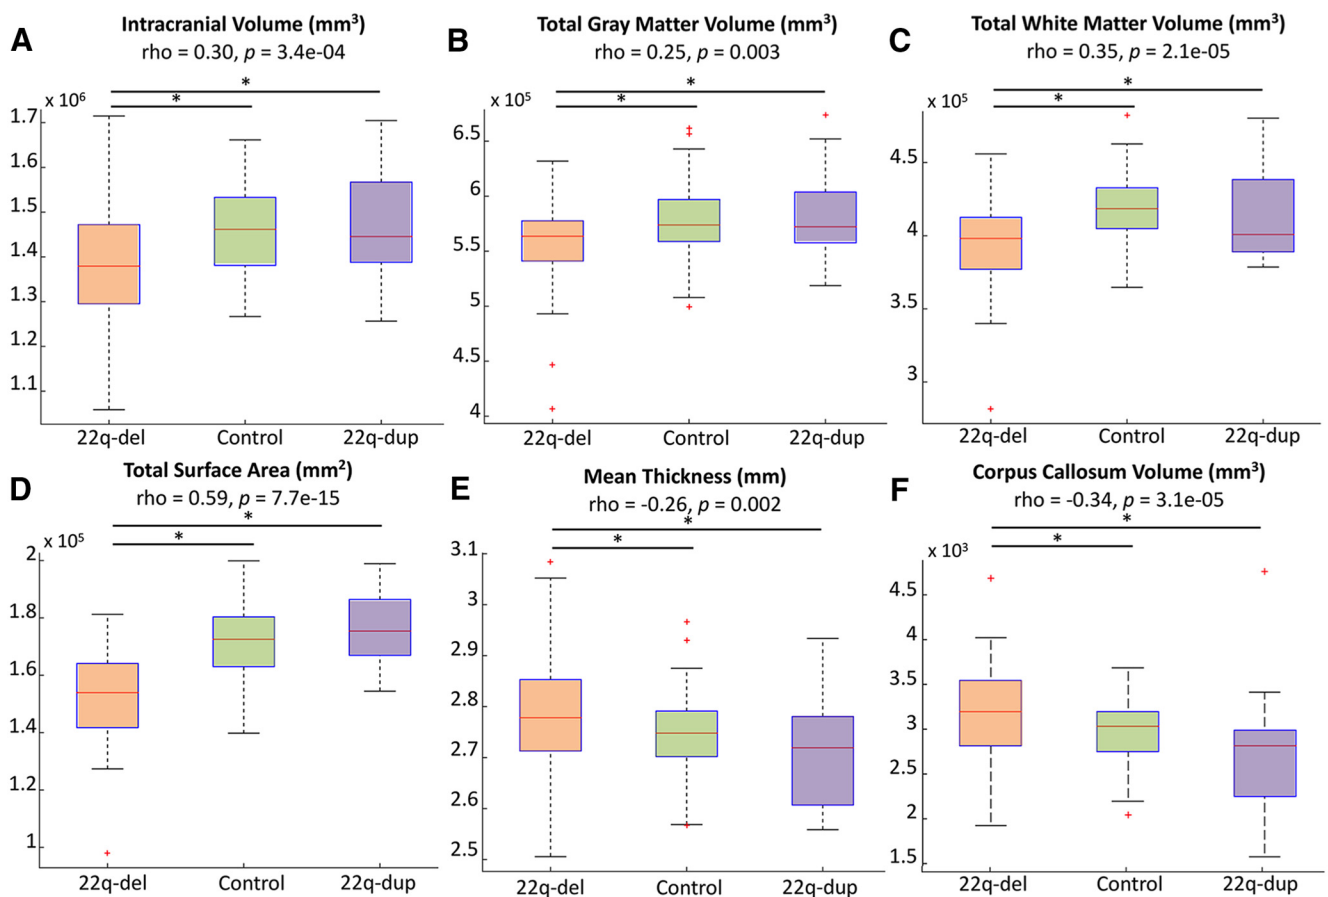 A
Intracranial Volume (mm³)
rho = 0.30, p = 3.4e-04
*
*
x 10⁶
1.7
1.6
1.5
1.4
1.3
1.2
1.1
22q-del Control 22q-dup
B
Total Gray Matter Volume (mm³)
rho = 0.25, p = 0.003
*
*
x 10⁵
6.5
6
5.5
5
4.5
4
22q-del Control 22q-dup
C
Total White Matter Volume (mm³)
rho = 0.35, p = 2.1e-05
*
*
x 10⁵
4.5
4
3.5
3
22q-del Control 22q-dup
D
Total Surface Area (mm²)
rho = 0.59, p = 7.7e-15
*
*
x 10⁵
2
1.8
1.6
1.4
1.2
1
22q-del Control 22q-dup
E
Mean Thickness (mm)
rho = -0.26, p = 0.002
*
*
3.1
3
2.9
2.8
2.7
2.6
2.5
22q-del Control 22q-dup
F
Corpus Callosum Volume (mm³)
rho = -0.34, p = 3.1e-05
*
*
x 10³
4.5
4
3.5
3
2.5
2
1.5
22q-del Control 22q-dup